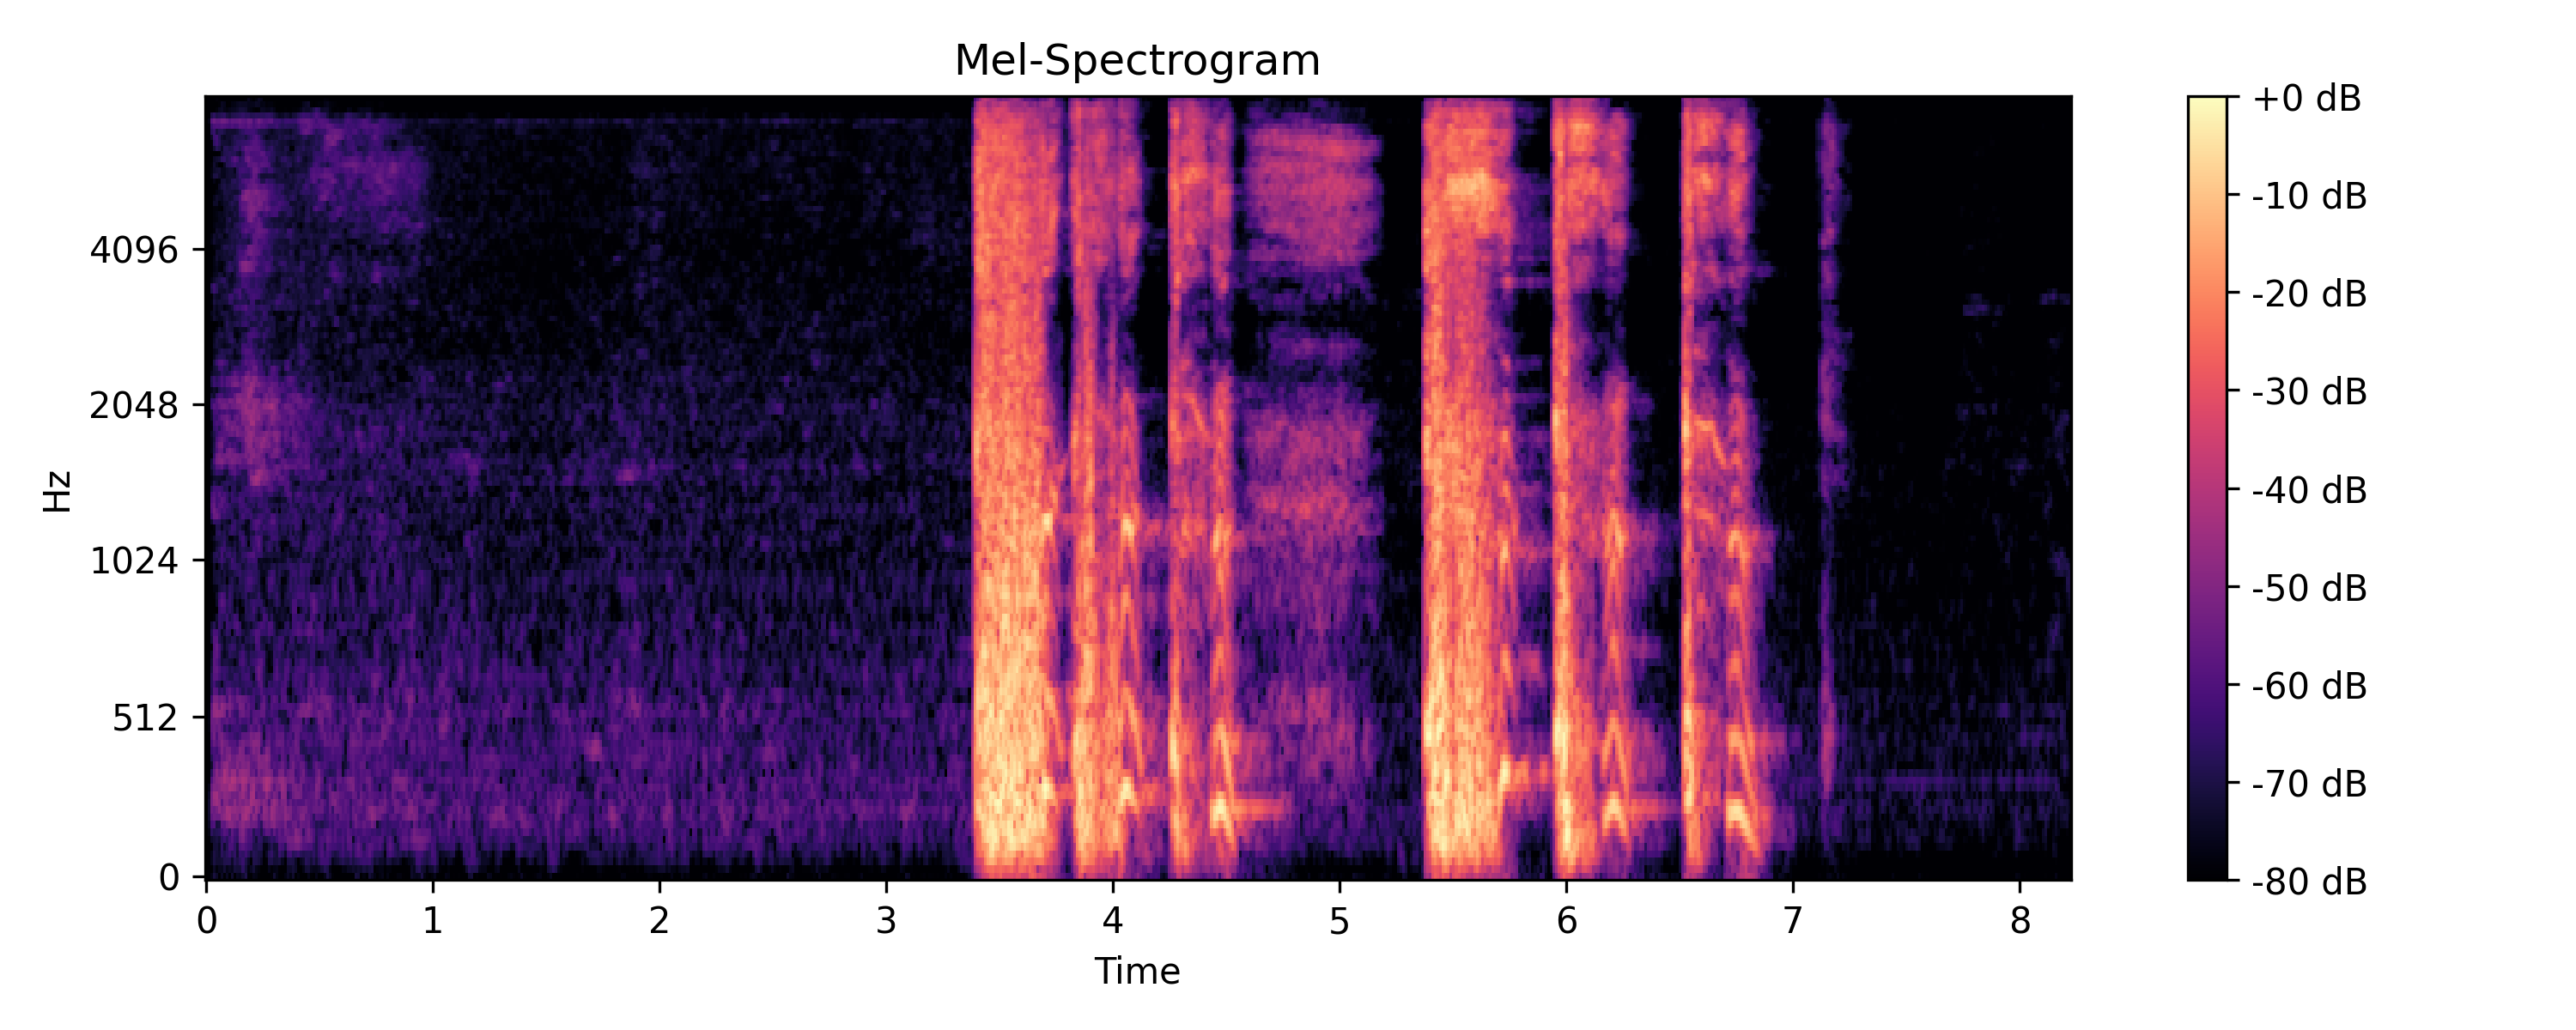 Mel-Spectrogram
+0 dB
-10 dB
-20 dB
-30 dB
-40 dB
-50 dB
-60 dB
-70 dB
-80 dB
Hz
4096
2048
1024
512
0
0 1 2 3 4 5 6 7 8
Time